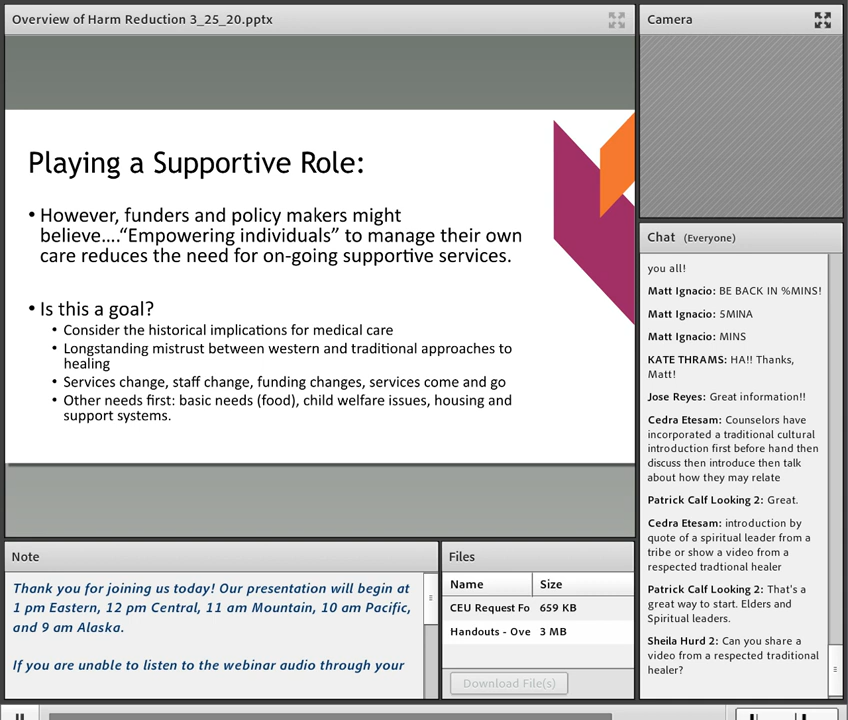 Overview of Harm Reduction 3_25_20.pptx
Playing a Supportive Role:
• However, funders and policy makers might
believe....“Empowering individuals” to manage their own
care reduces the need for on-going supportive services.
• Is this a goal?
• Consider the historical implications for medical care
• Longstanding mistrust between western and traditional approaches to
healing
• Services change, staff change, funding changes, services come and go
• Other needs first: basic needs (food), child welfare issues, housing and
support systems.
Note
Thank you for joining us today! Our presentation will begin at
1 pm Eastern, 12 pm Central, 11 am Mountain, 10 am Pacific,
and 9 am Alaska.
If you are unable to listen to the webinar audio through your
Files
Name Size
CEU Request Fo 659 KB
Handouts - Ove 3 MB
Download File(s)
Camera
Chat (Everyone)
you all!
Matt Ignacio: BE BACK IN %MINS!
Matt Ignacio: 5MINA
Matt Ignacio: MINS
KATE THRAMS: HA!! Thanks,
Matt!
Jose Reyes: Great information!!
Cedra Etesam: Counselors have
incorporated a traditional cultural
introduction first before hand then
discuss then introduce then talk
about how they may relate
Patrick Calf Looking 2: Great.
Cedra Etesam: introduction by
quote of a spiritual leader from a
tribe or show a video from a
respected tradtional healer
Patrick Calf Looking 2: That's a
great way to start. Elders and
Spiritual leaders.
Sheila Hurd 2: Can you share a
video from a respected traditional
healer?